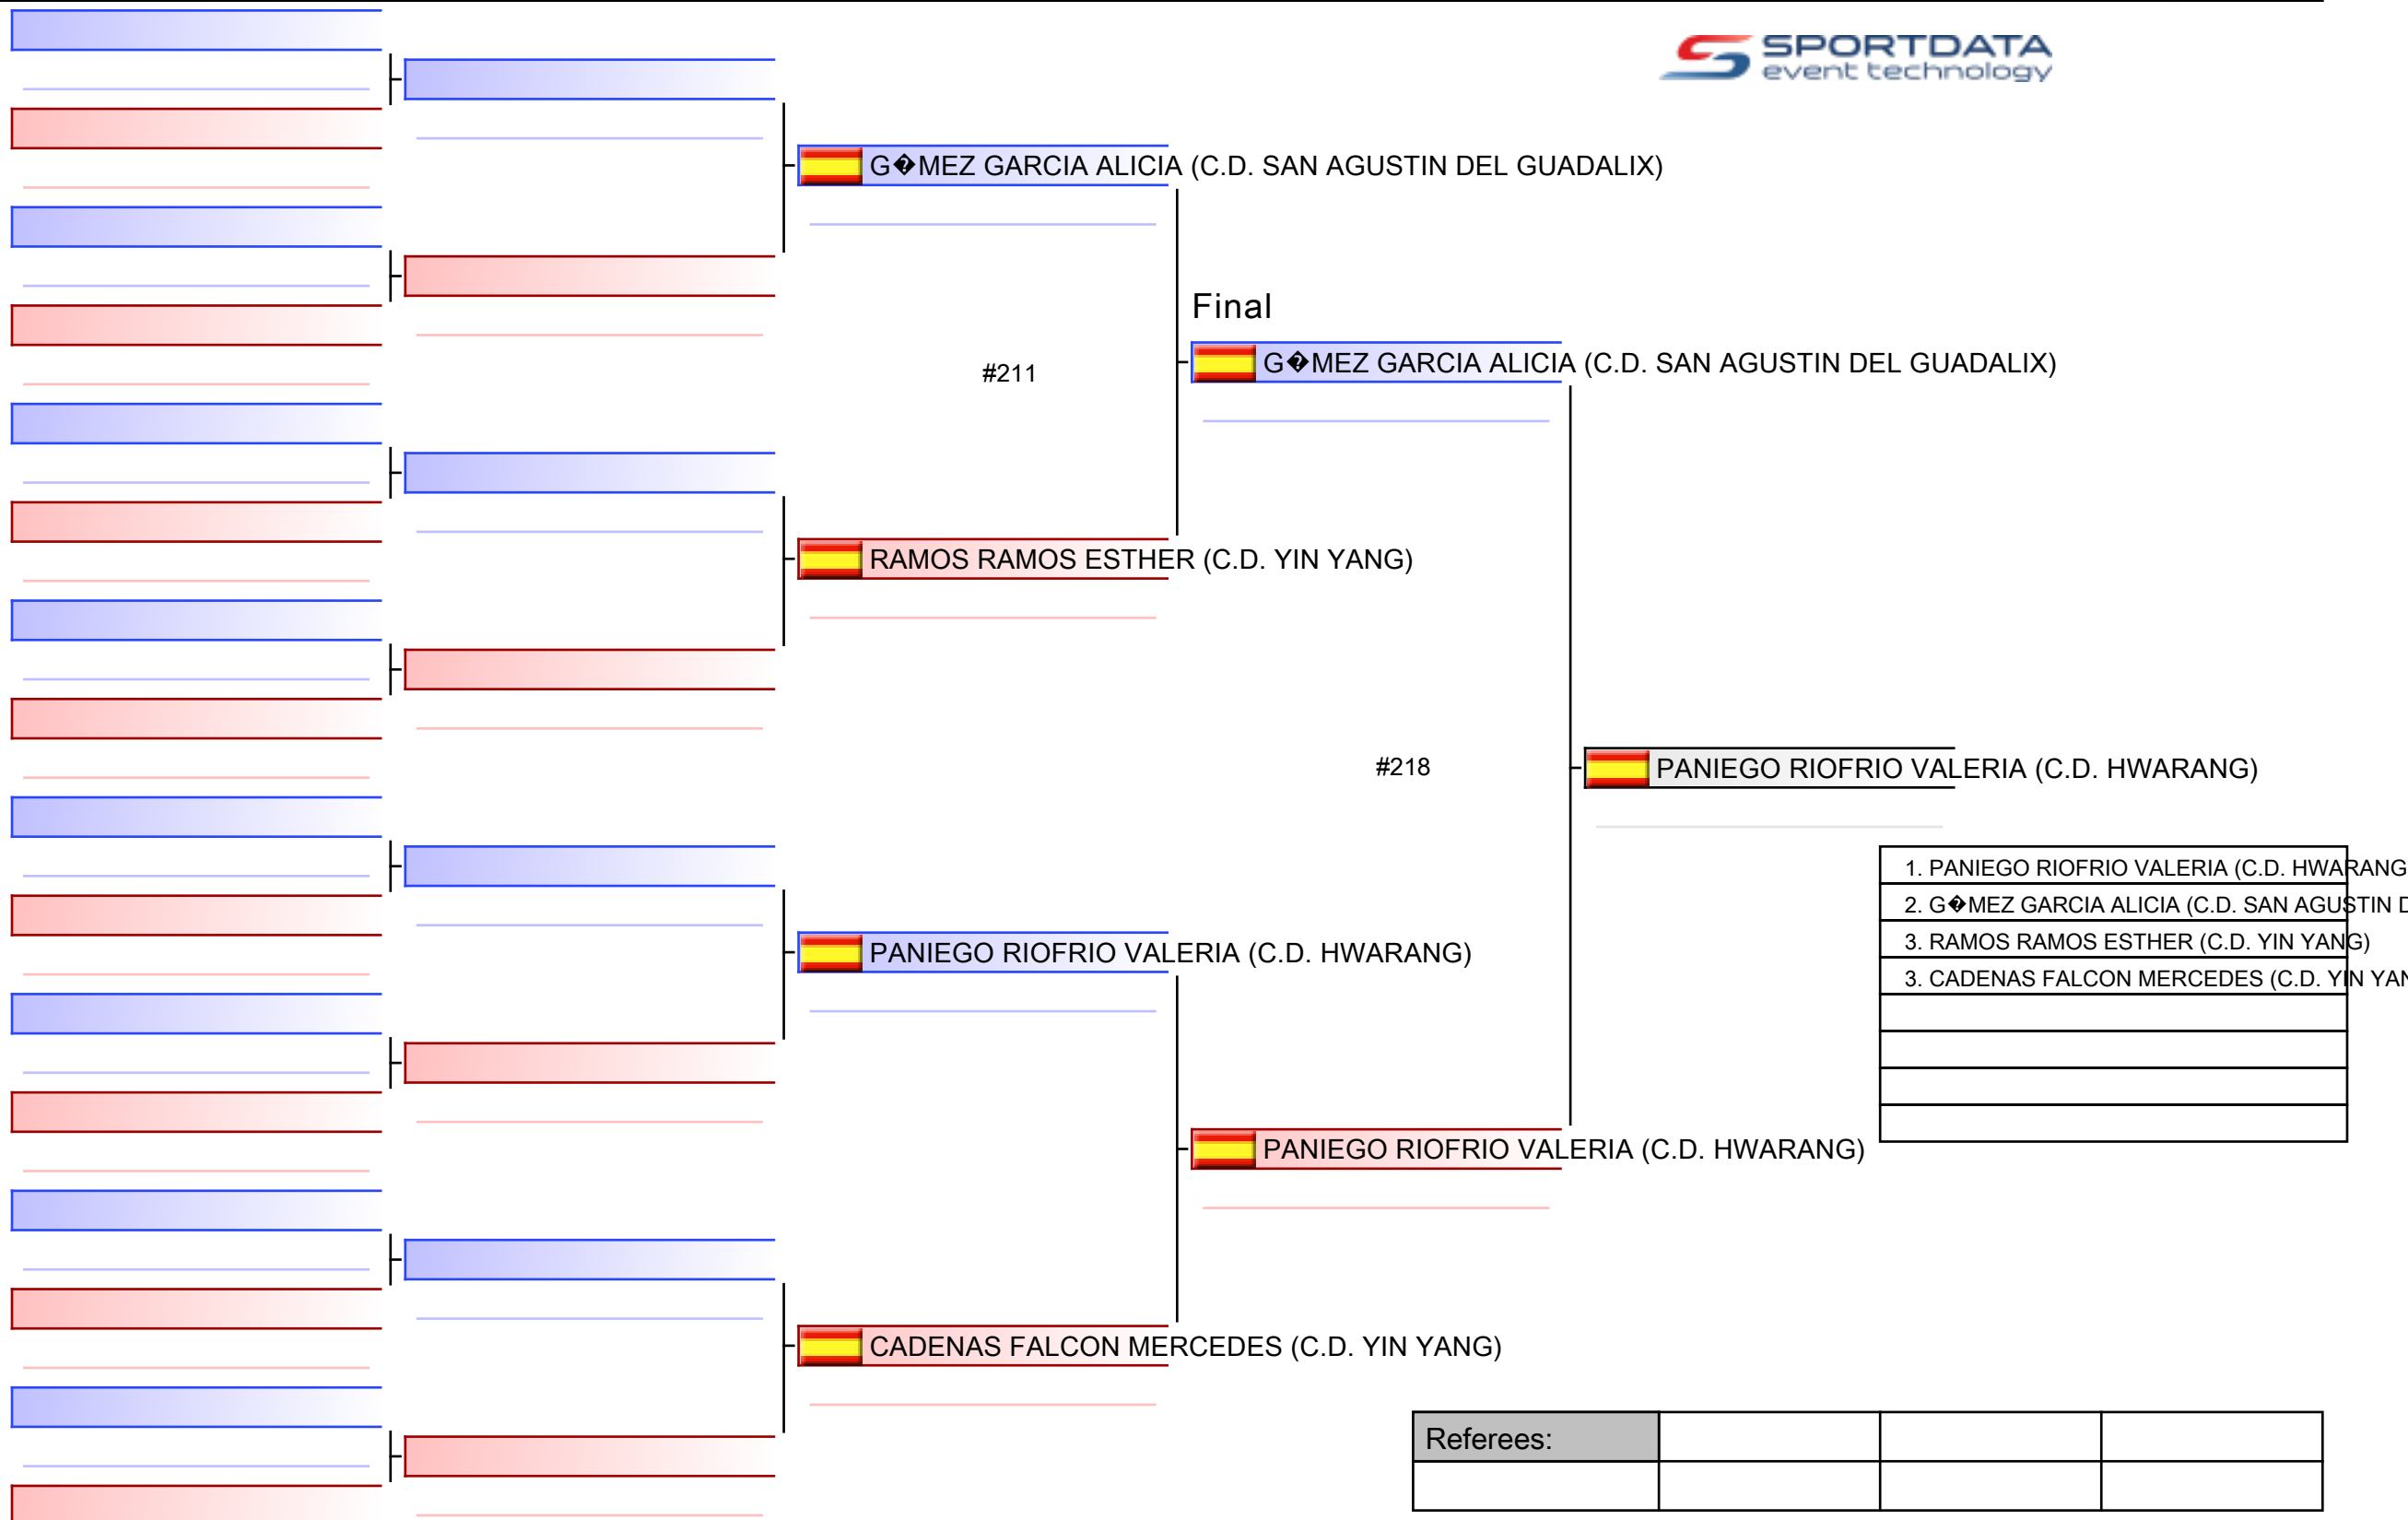 SPORTDATA
event technology
G�MEZ GARCIA ALICIA (C.D. SAN AGUSTIN DEL GUADALIX)
Final
G�MEZ GARCIA ALICIA (C.D. SAN AGUSTIN DEL GUADALIX)
#211
RAMOS RAMOS ESTHER (C.D. YIN YANG)
#218
PANIEGO RIOFRIO VALERIA (C.D. HWARANG)
1. PANIEGO RIOFRIO VALERIA (C.D. HWARANG
2. G�MEZ GARCIA ALICIA (C.D. SAN AGUSTIN D
3. RAMOS RAMOS ESTHER (C.D. YIN YANG)
3. CADENAS FALCON MERCEDES (C.D. YIN YAN
PANIEGO RIOFRIO VALERIA (C.D. HWARANG)
PANIEGO RIOFRIO VALERIA (C.D. HWARANG)
CADENAS FALCON MERCEDES (C.D. YIN YANG)
Referees: